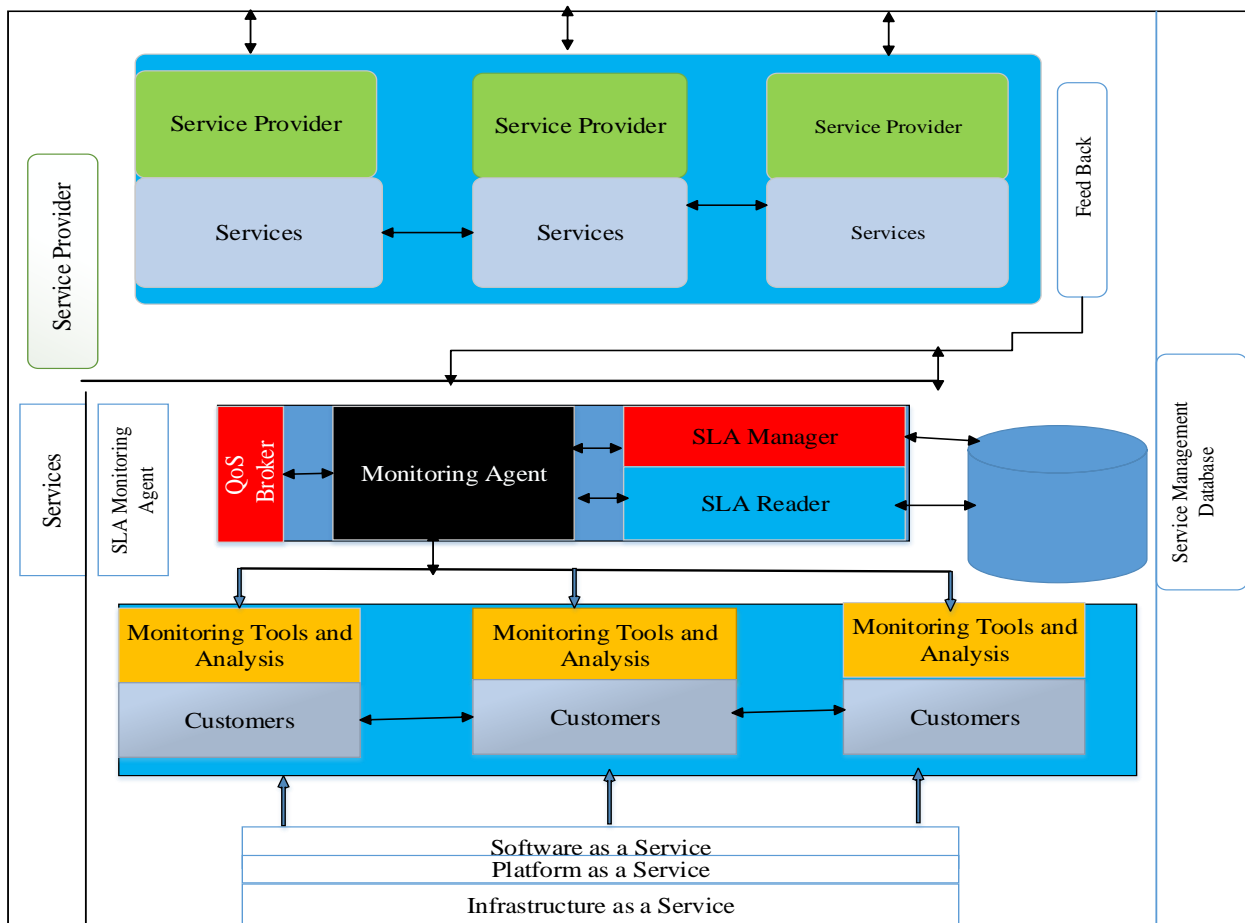 Service Provider
Service Provider
Service Provider
Services
Services
Services
Service Provider
Feed Back
Services
SLA Monitoring
Agent
QoS
Broker
Monitoring Agent
SLA Manager
SLA Reader
Service Management
Database
Monitoring Tools and
Analysis
Monitoring Tools and
Analysis
Monitoring Tools and
Analysis
Customers
Customers
Customers
Software as a Service
Platform as a Service
Infrastructure as a Service